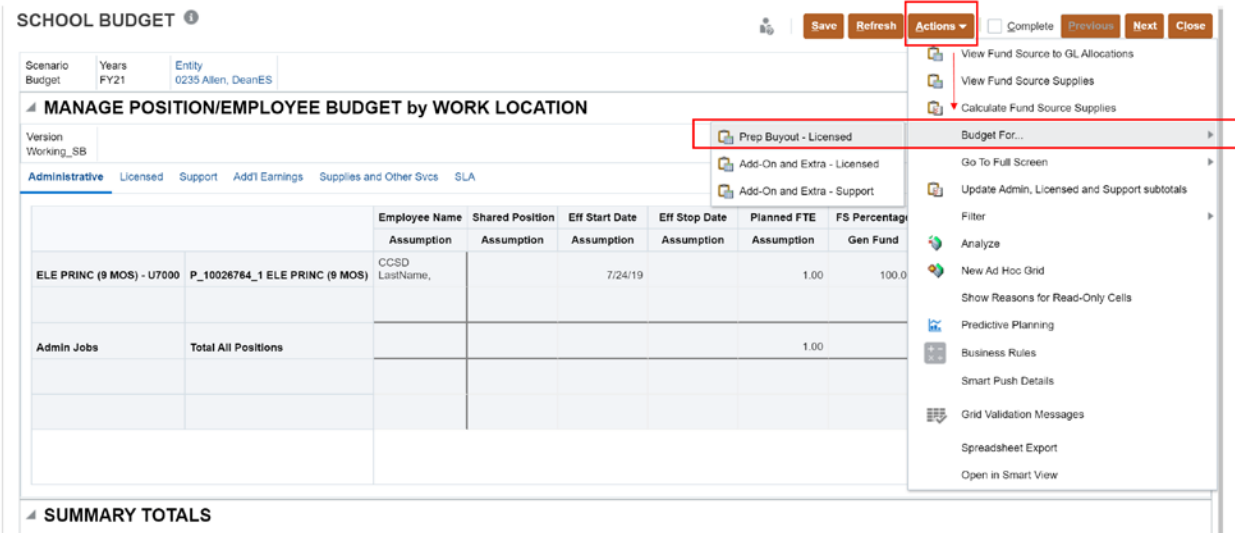 SCHOOL BUDGET
Save Refresh Actions Complete Previous Next Close
Scenario Years Entity
Budget FY21 0235 Allen, DeanES
MANAGE POSITION/EMPLOYEE BUDGET by WORK LOCATION
Version
Working_SB
Administrative Licensed Support Add'l Earnings Supplies and Other Svcs SLA
View Fund Source to GL Allocations
View Fund Source Supplies
Calculate Fund Source Supplies
Budget For...
Prep Buyout - Licensed
Add-On and Extra - Licensed
Add-On and Extra - Support
Go To Full Screen
Update Admin, Licensed and Support subtotals
Filter
Analyze
New Ad Hoc Grid
Show Reasons for Read-Only Cells
Predictive Planning
Business Rules
Smart Push Details
Grid Validation Messages
Spreadsheet Export
Open in Smart View
Employee Name Shared Position Eff Start Date Eff Stop Date Planned FTE FS Percentage
Assumption Assumption Assumption Assumption Assumption Gen Fund
ELE PRINC (9 MOS) - U7000 P_10026764_1 ELE PRINC (9 MOS) CCSD LastName, 7/24/19 1.00 100.0
Admin Jobs Total All Positions 1.00
SUMMARY TOTALS